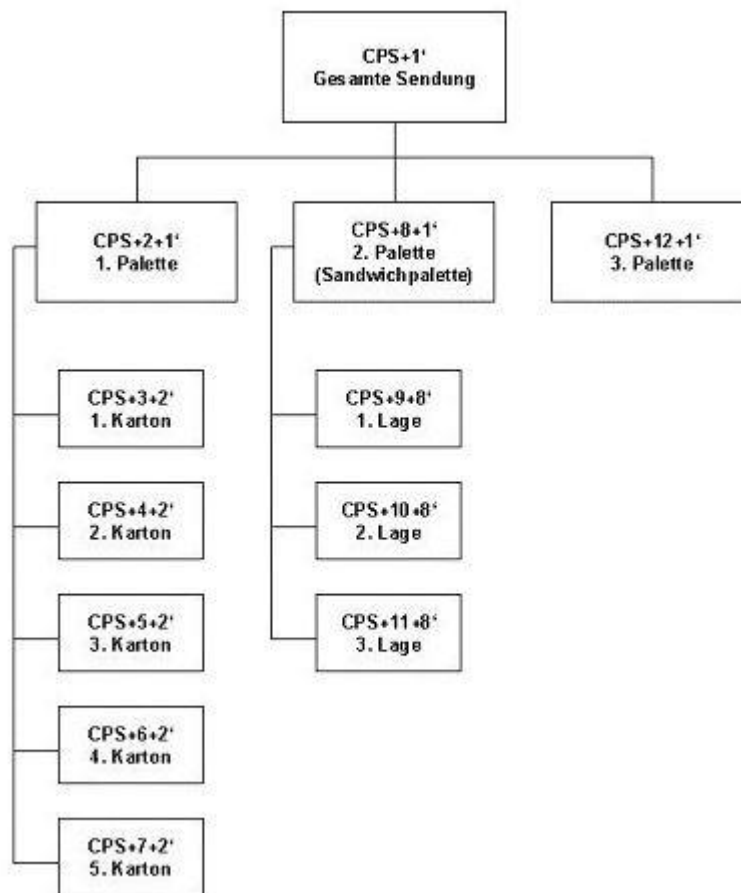 CPS+1‘
Gesamte Sendung
CPS+2+1‘
1. Palette
CPS+8+1‘
2. Palette
(Sandwichpalette)
CPS+12+1‘
3. Palette
CPS+3+2‘
1. Karton
CPS+4+2‘
2. Karton
CPS+5+2‘
3. Karton
CPS+6+2‘
4. Karton
CPS+7+2‘
5. Karton
CPS+9+8‘
1. Lage
CPS+10+8‘
2. Lage
CPS+11+8‘
3. Lage